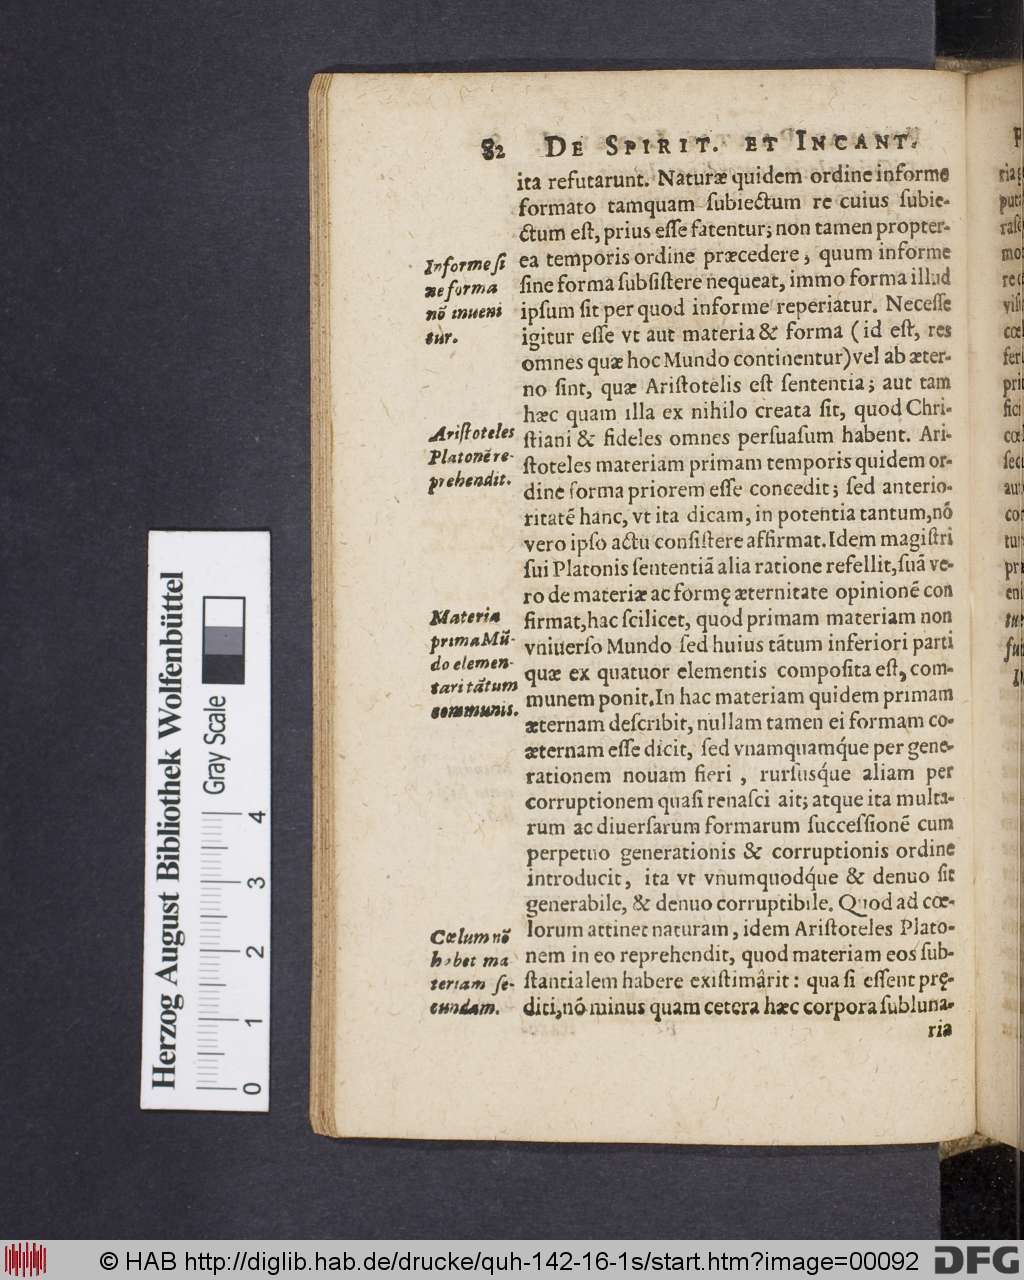 82 De Spirit. et Incant.
ita refutarunt. Naturæ quidem ordine informe
formato tamquam ſubiectum re cuius ſubie-
ctum eſt, prius eſſe fatentur; non tamen propter-
ea temporis ordine præcedere, quum informe
ſine forma ſubſiſtere nequeat, immo forma illud
ipſum ſit per quod informe reperiatur. Neceſſe
igitur eſſe vt aut materia & forma (id eſt, res
omnes quæ hoc Mundo continentur) vel ab æter-
no ſint, quæ Ariſtotelis eſt ſententia; aut tam
hæc quam illa ex nihilo creata ſit, quod Chri-
ſtiani & fideles omnes perſuaſum habent. Ari-
ſtoteles materiam primam temporis quidem or-
dine forma priorem eſſe concedit; ſed anterio-
ritatē hanc, vt ita dicam, in potentia tantum, nō
vero ipſo actu conſiſtere affirmat. Idem magiſtri
ſui Platonis ſententiā alia ratione refellit, ſuā ve-
ro de materiæ ac formę æternitate opinionē con
firmat, hac ſcilicet, quod primam materiam non
vniuerſo Mundo ſed huius tātum inferiori parti
quæ ex quatuor elementis compoſita eſt, com-
munem ponit. In hac materiam quidem primam
æternam deſcribit, nullam tamen ei formam co-
æternam eſſe dicit, ſed vnamquamq́ue per gene-
rationem nouam fieri, rurſusq́ue aliam per
corruptionem quaſi renaſci ait; atque ita multa-
rum ac diuerſarum formarum ſucceſſionē cum
perpetuo generationis & corruptionis ordine
introducit, ita vt vnumquodq́ue & denuo ſit
generabile, & denuo corruptibile. Quod ad cœ-
lorum attinet naturam, idem Ariſtoteles Plato-
nem in eo reprehendit, quod materiam eos ſub-
ſtantialem habere exiſtimârit: qua ſi eſſent prę-
diti, nō minus quam cetera hæc corpora ſubluna-
ria
Informe ſi
ne forma
nō inueni
tur.
Ariſtoteles
Platonē re-
prehendit.
Materia
prima Mū-
do elemen-
tari tātum
communis.
Cœlum nō
habet ma
teriam ſe-
cundam.
Herzog August Bibliothek Wolfenbüttel
Gray Scale
0 1 2 3 4
© HAB http://diglib.hab.de/drucke/quh-142-16-1s/start.htm?image=00092
DFG